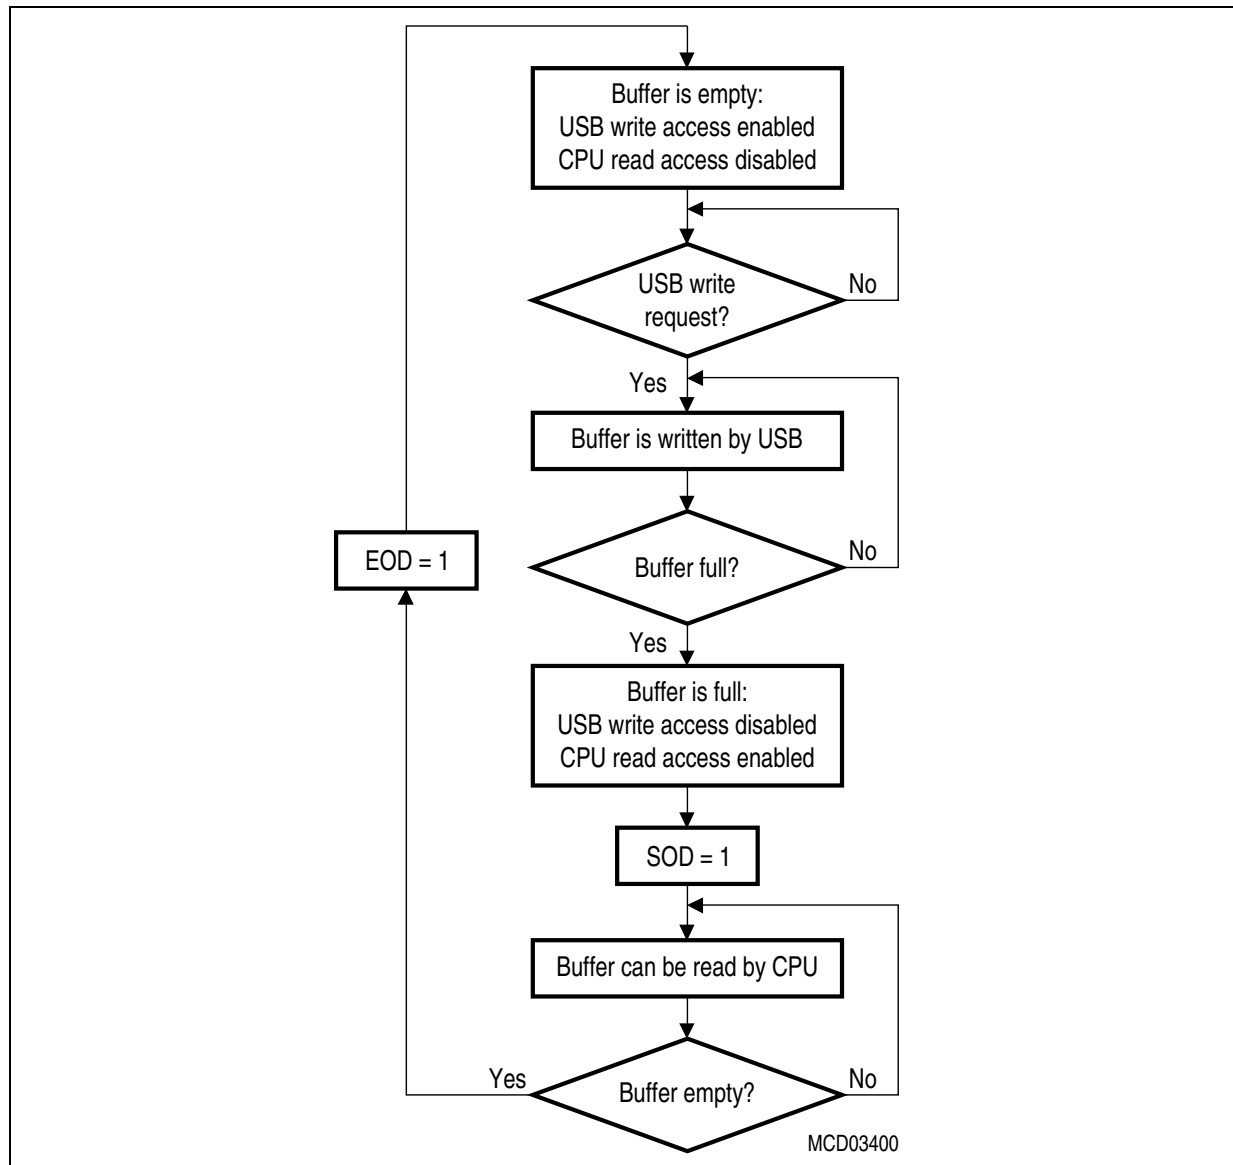 Buffer is empty:
USB write access enabled
CPU read access disabled
USB write
request?
No
Yes
Buffer is written by USB
EOD = 1
Buffer full?
No
Yes
Buffer is full:
USB write access disabled
CPU read access enabled
SOD = 1
Buffer can be read by CPU
Yes
Buffer empty?
No
MCD03400